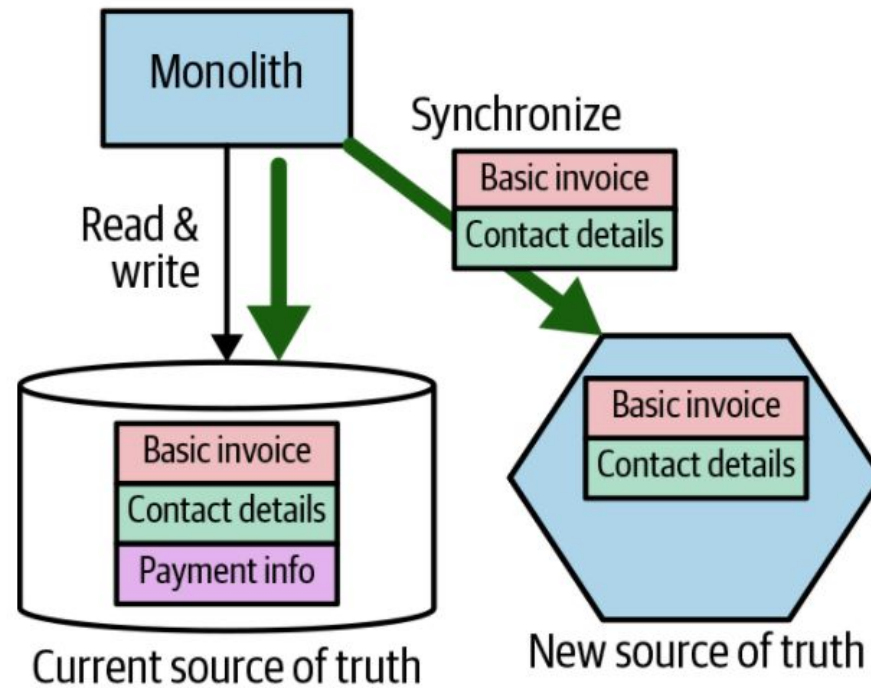 Monolith
Synchronize
Basic invoice
Contact details
Read &
write
Basic invoice
Contact details
Payment info
Basic invoice
Contact details
Current source of truth
New source of truth